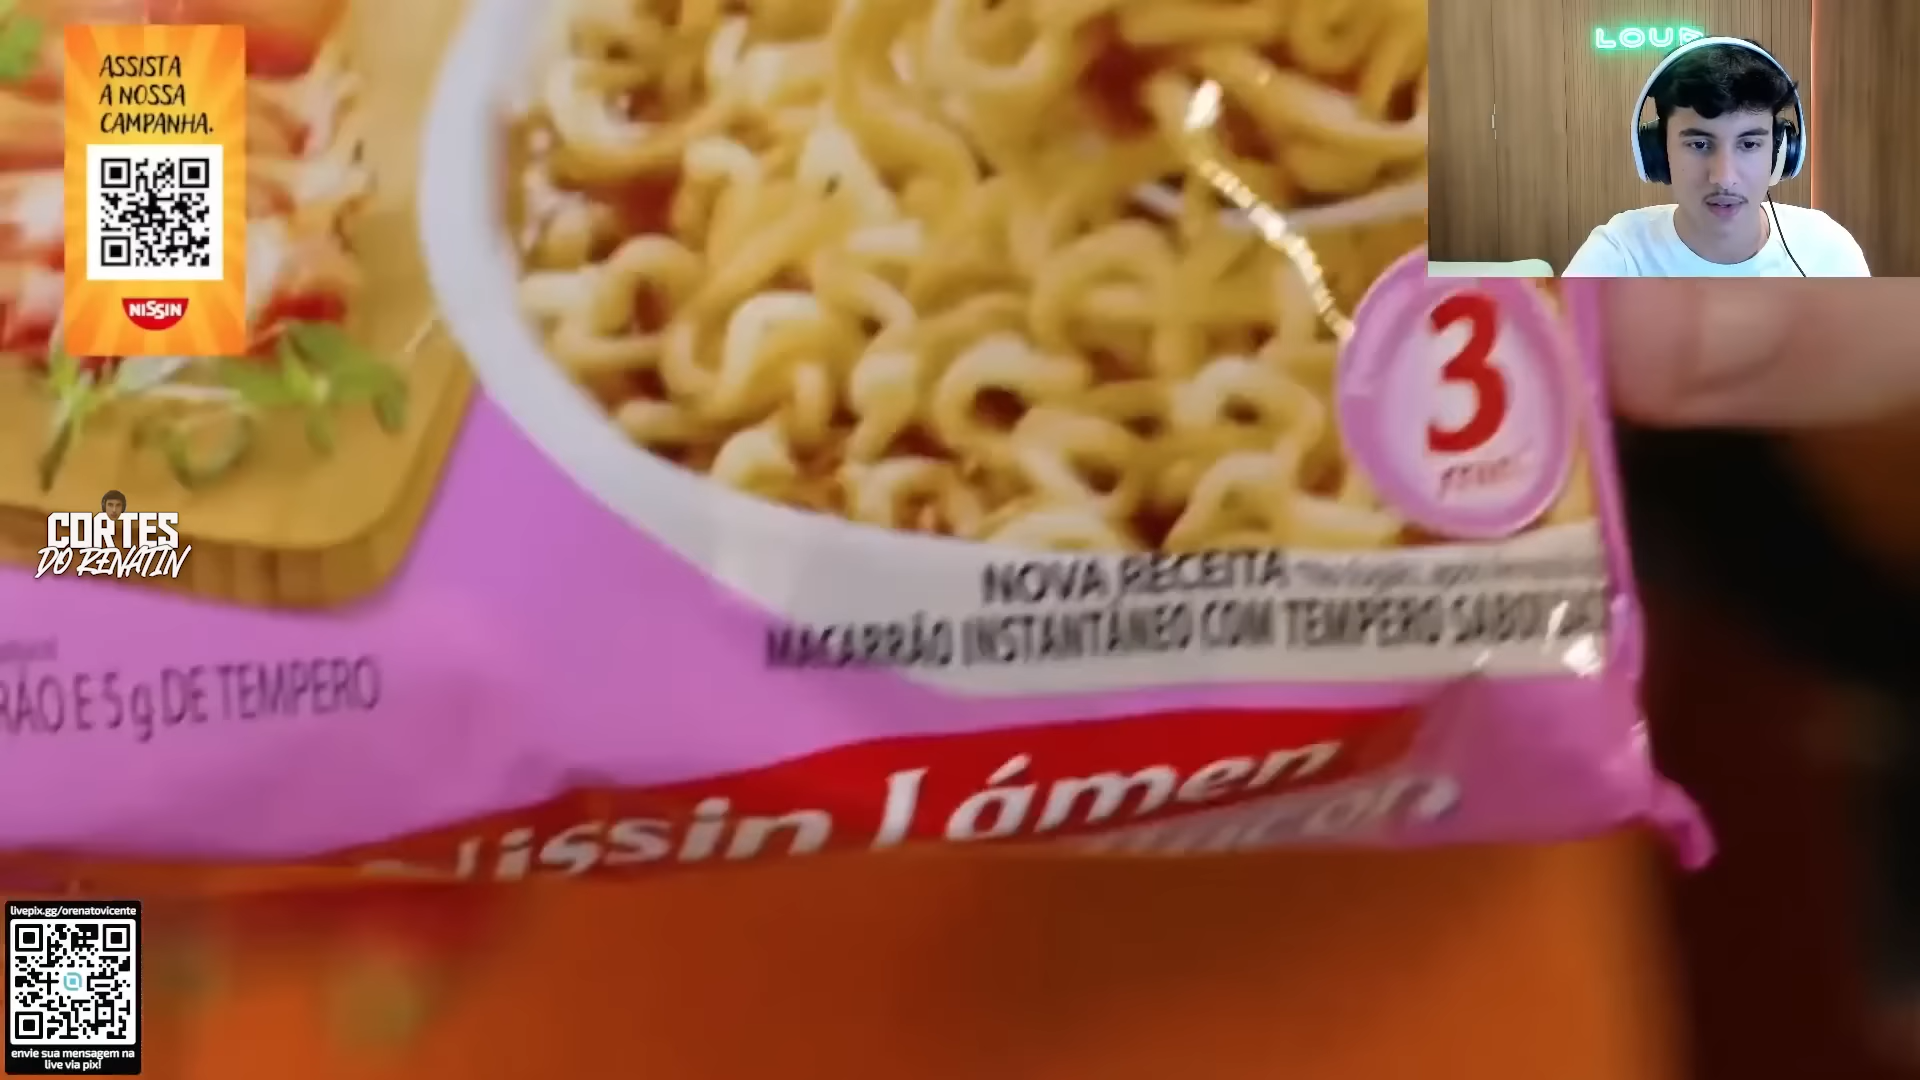 ASSISTA
A NOSSA
CAMPANHA.
NISSIN
LOUD
3
CORTES
DO RENATIN
NOVA RECEITA
MACARRÃO INSTANTÂNEO COM TEMPERO SABOR
RÃO E 5 g DE TEMPERO
Nissin Lámen
livepix.gg/orenatovicente
envie sua mensagem na
live via pix!